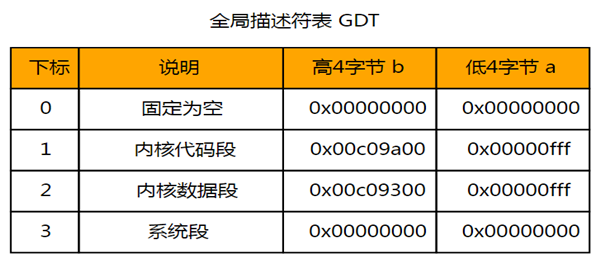 全局描述符表 GDT
下标 说明 高4字节 b 低4字节 a
0 固定为空 0x00000000 0x00000000
1 内核代码段 0x00c09a00 0x00000fff
2 内核数据段 0x00c09300 0x00000fff
3 系统段 0x00000000 0x00000000